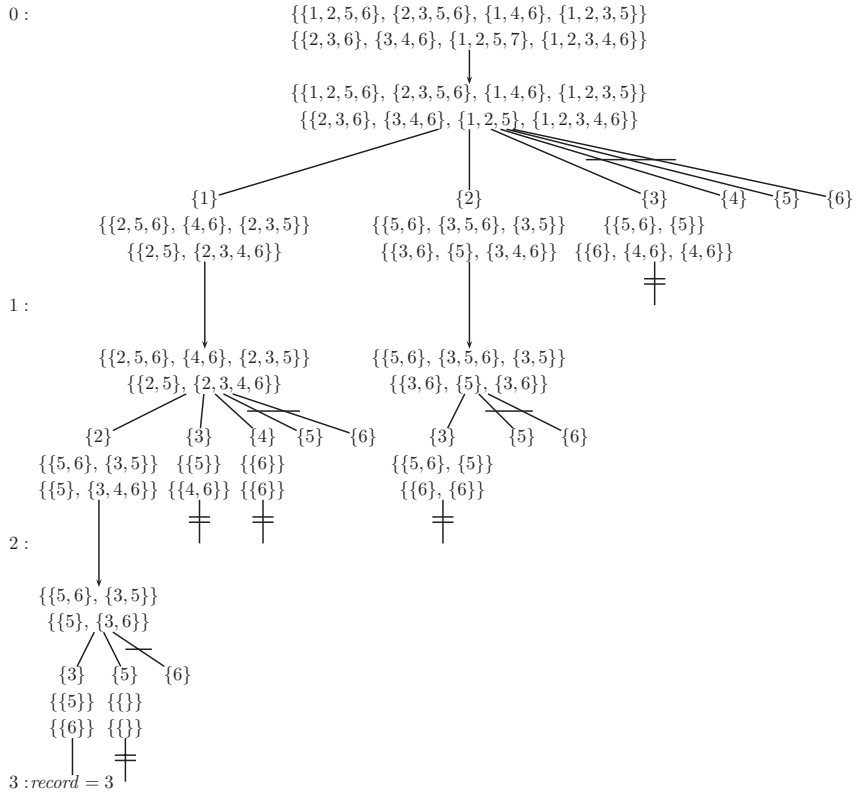 0 : {{1, 2, 5, 6}, {2, 3, 5, 6}, {1, 4, 6}, {1, 2, 3, 5}}
{{2, 3, 6}, {3, 4, 6}, {1, 2, 5, 7}, {1, 2, 3, 4, 6}}
{{1, 2, 5, 6}, {2, 3, 5, 6}, {1, 4, 6}, {1, 2, 3, 5}}
{{2, 3, 6}, {3, 4, 6}, {1, 2, 5}, {1, 2, 3, 4, 6}}
{1} {2} {3} {4} {5} {6}
{{2, 5, 6}, {4, 6}, {2, 3, 5}} {{5, 6}, {3, 5, 6}, {3, 5}} {{5, 6}, {5}}
{{2, 5}, {2, 3, 4, 6}} {{3, 6}, {5}, {3, 4, 6}} {{6}, {4, 6}, {4, 6}}
1 :
{{2, 5, 6}, {4, 6}, {2, 3, 5}} {{5, 6}, {3, 5, 6}, {3, 5}}
{{2, 5}, {2, 3, 4, 6}} {{3, 6}, {5}, {3, 6}}
{2} {3} {4} {5} {6} {3} {5} {6}
{{5, 6}, {3, 5}} {{5}} {{6}} {{5, 6}, {5}}
{{5}, {3, 4, 6}} {{4, 6}} {{6}} {{6}, {6}}
2 :
{{5, 6}, {3, 5}}
{{5}, {3, 6}}
{3} {5} {6}
{{5}} {{}}
{{6}} {{}}
3 : record = 3